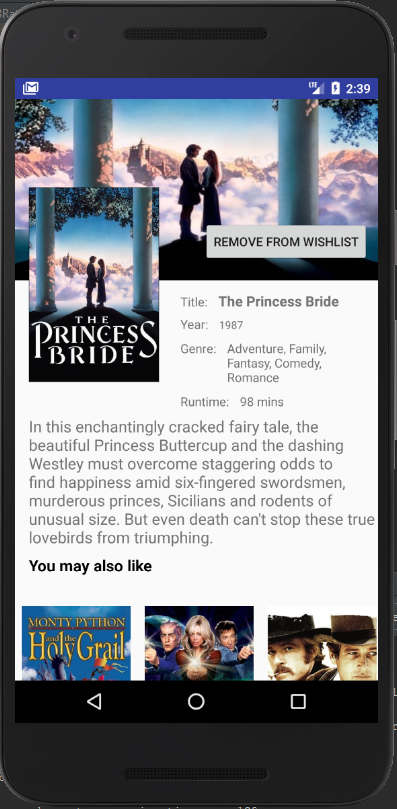 LTE 2:39
REMOVE FROM WISHLIST
THE
PRINCESS
BRIDE
Title: The Princess Bride
Year: 1987
Genre: Adventure, Family,
Fantasy, Comedy,
Romance
Runtime: 98 mins
In this enchantingly cracked fairy tale, the
beautiful Princess Buttercup and the dashing
Westley must overcome staggering odds to
find happiness amid six-fingered swordsmen,
murderous princes, Sicilians and rodents of
unusual size. But even death can't stop these true
lovebirds from triumphing.
You may also like
MONTY PYTHON
and the
Holy Grail